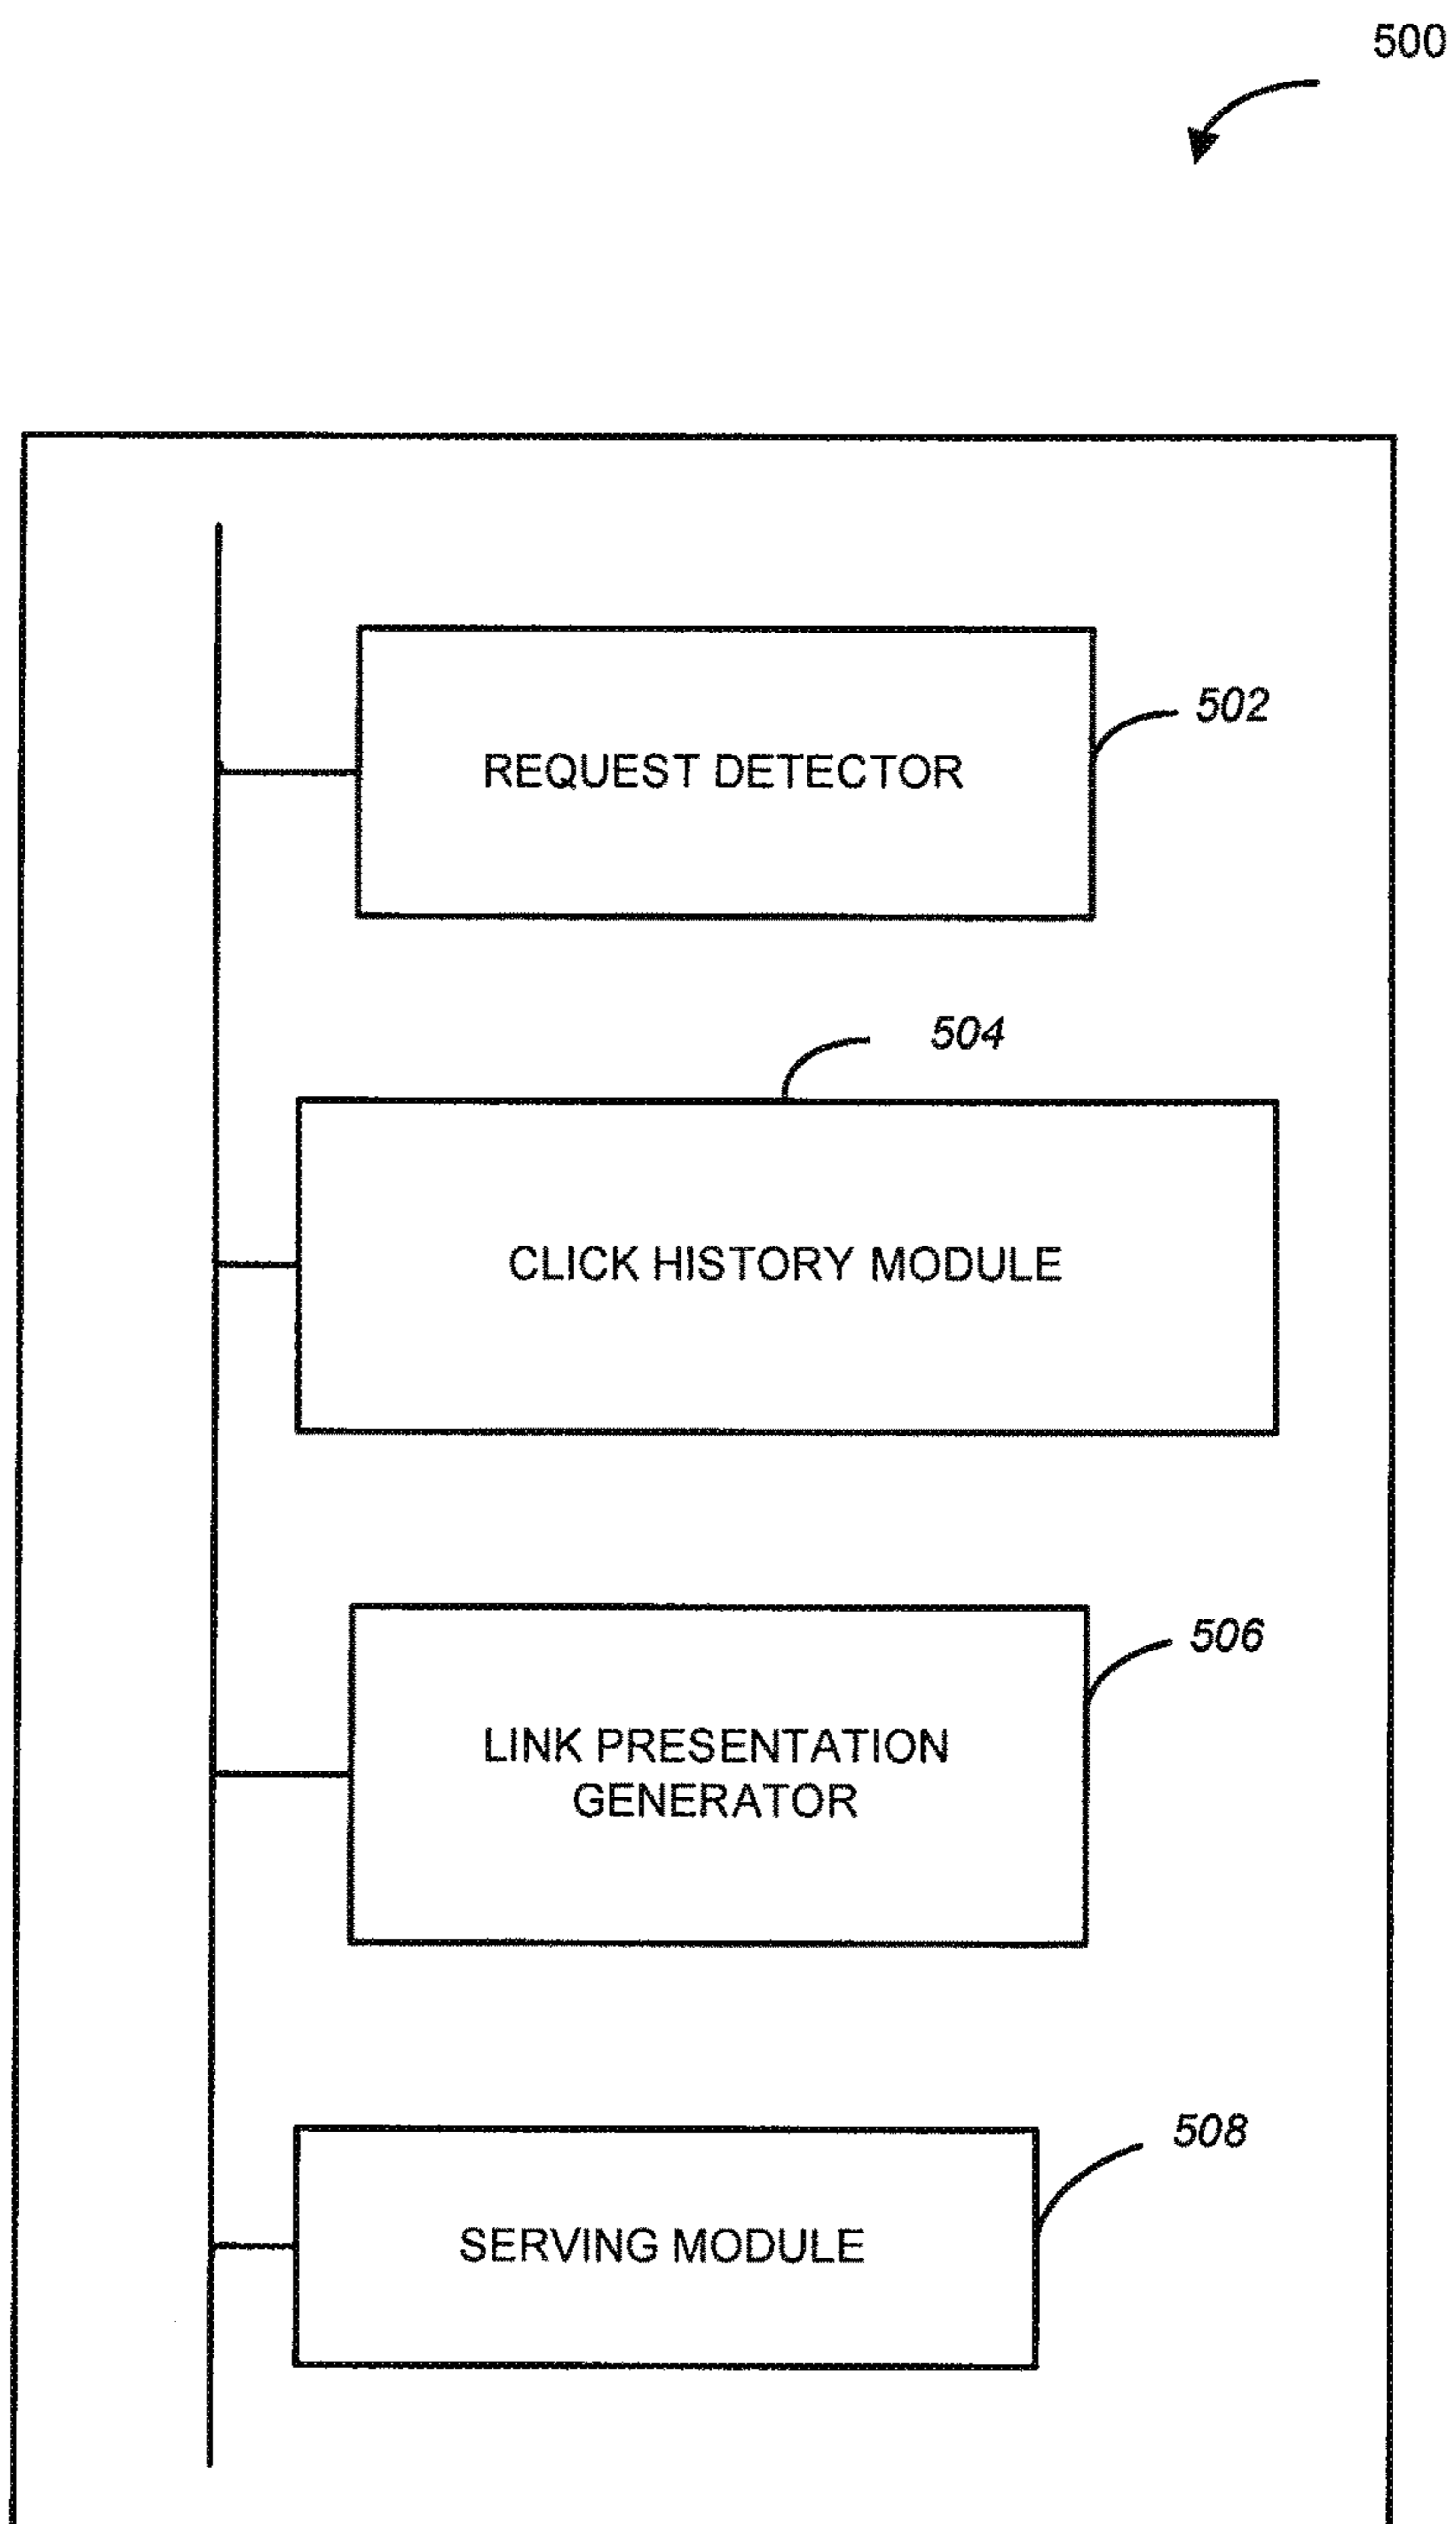 500
502
REQUEST DETECTOR
504
CLICK HISTORY MODULE
506
LINK PRESENTATION
GENERATOR
508
SERVING MODULE